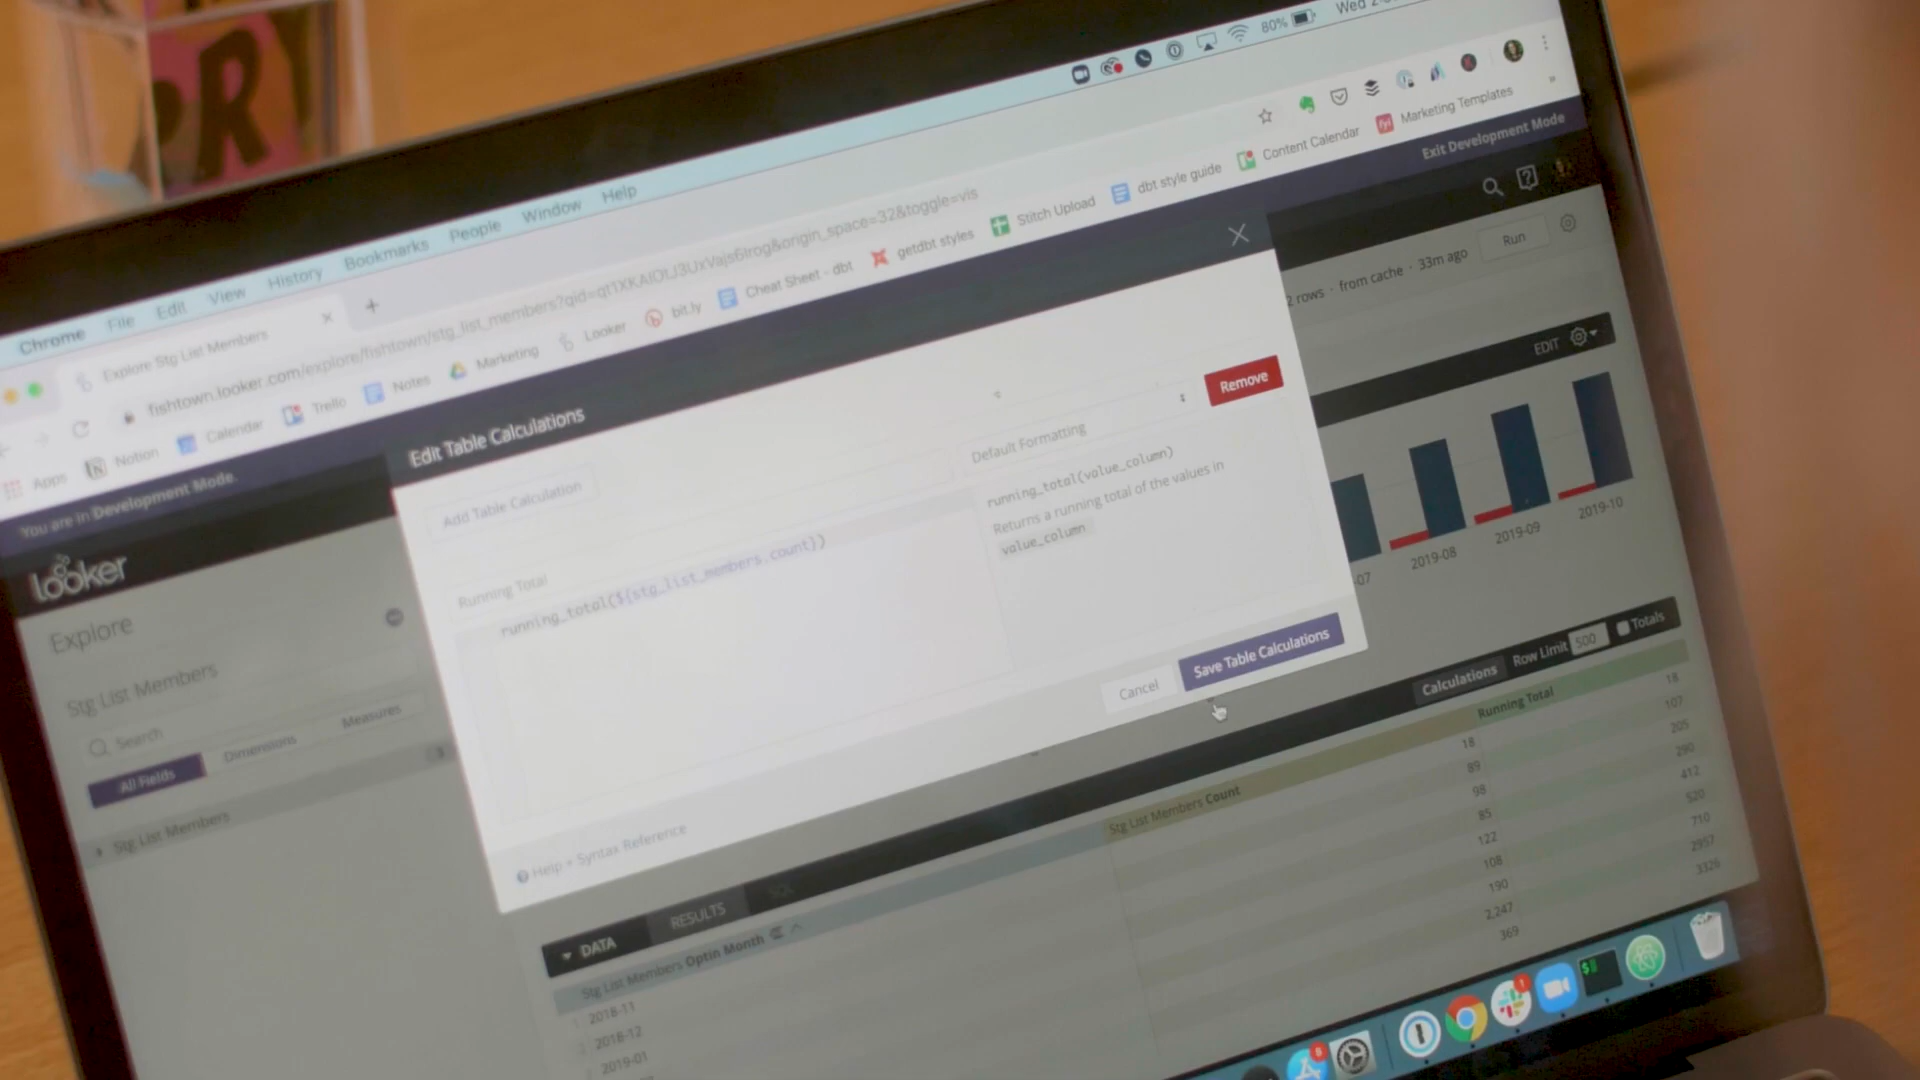 PRY
80%
Wed 2
Chrome File Edit View History Bookmarks People Window Help
Explore Stg List Members
fishtown.looker.com/explore/fishtown/stg_list_members?qid=qt1XKAIOLJ3UxVajs6Irog&origin_space=32&toggle=vis
Apps Notion Calendar Trello Notes Marketing Looker bit.ly Cheat Sheet - dbt getdbt styles Stitch Upload dbt style guide Content Calendar Marketing Templates
You are in Development Mode.
Exit Development Mode
looker
Explore
Stg List Members
Search
All Fields Dimensions Measures
Stg List Members
3
Edit Table Calculations
Add Table Calculation
Running Total
Default Formatting
Remove
running_total(${stg_list_members.count})
running_total(value_column)
Returns a running total of the values in
value_column
Help + Syntax Reference
Cancel
Save Table Calculations
2 rows · from cache · 33m ago
Run
EDIT
-07 2019-08 2019-09 2019-10
DATA RESULTS SQL
Calculations Row Limit 500 Totals
Stg List Members Optin Month
Stg List Members Count
Running Total
1 2018-11
2 2018-12
2019-01
18 18
89 107
98 205
85 290
122 412
108 520
190 710
2,247 2957
369 3326